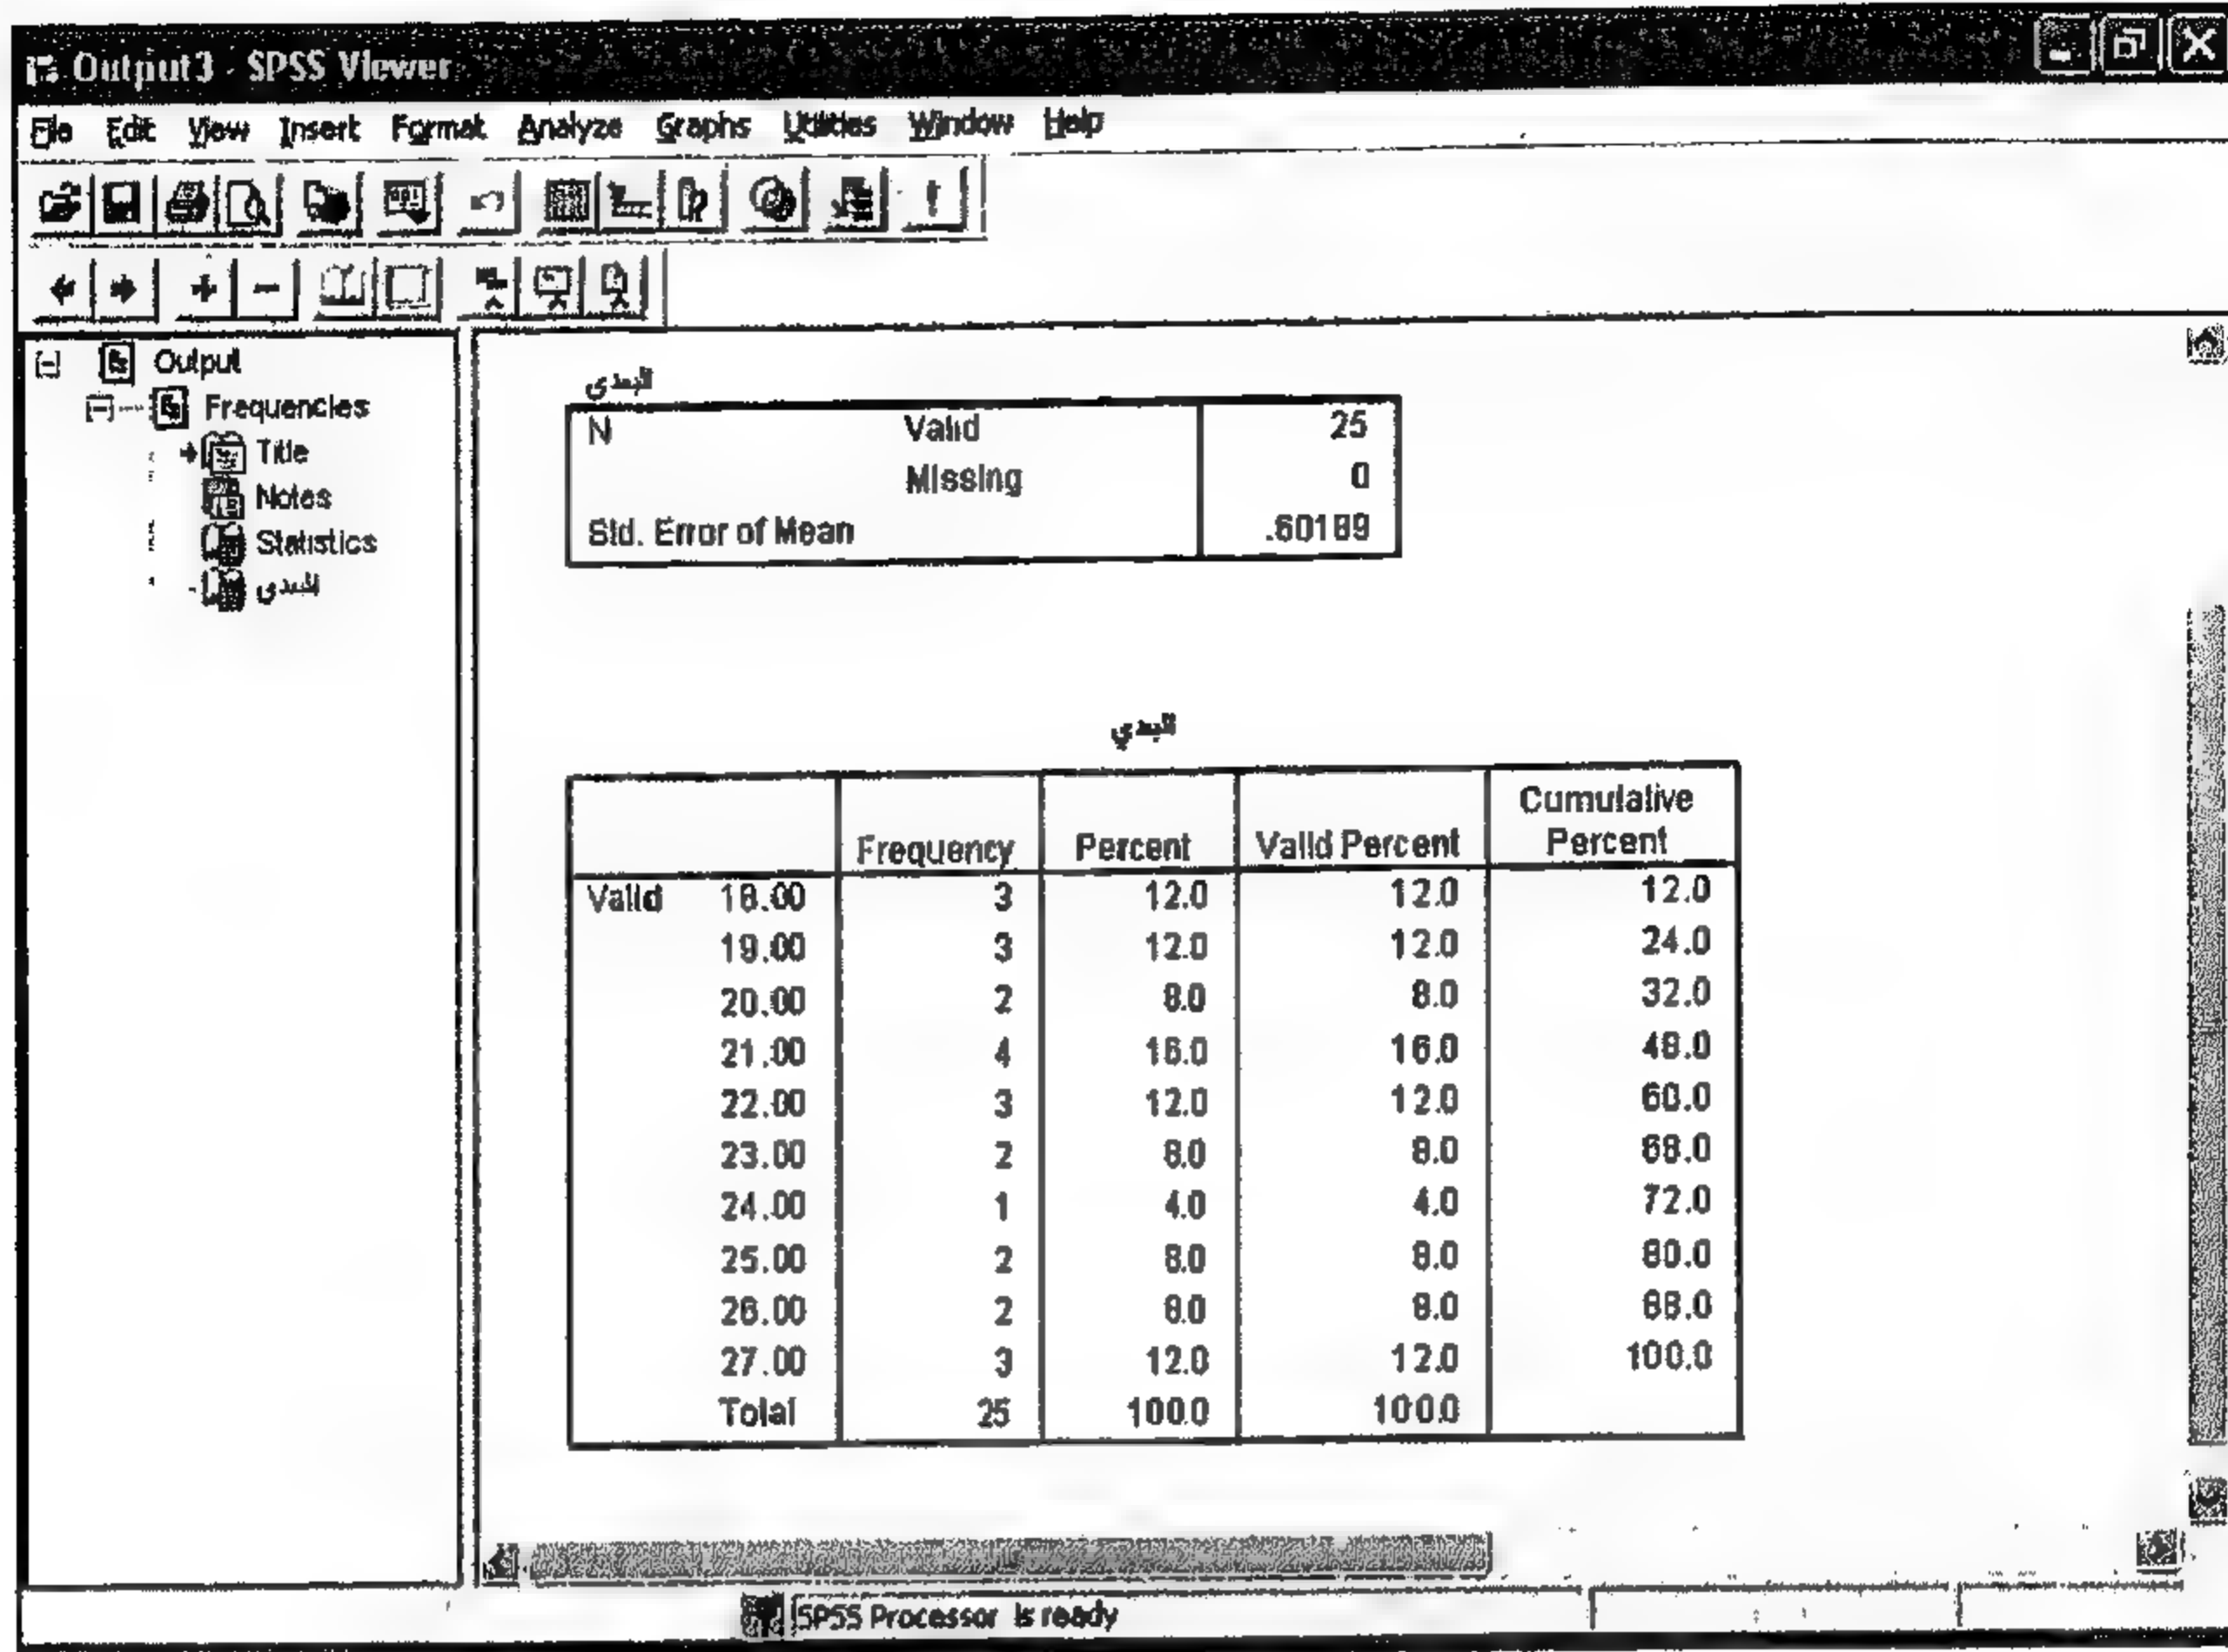 Output3 - SPSS Viewer
File Edit View Insert Format Analyze Graphs Utilities Window Help
Output
Frequencies
Title
Notes
Statistics
N Valid 25
Missing 0
Std. Error of Mean .60189
Frequency Percent Valid Percent Cumulative Percent
Valid 18.00 3 12.0 12.0 12.0
19.00 3 12.0 12.0 24.0
20.00 2 8.0 8.0 32.0
21.00 4 16.0 16.0 48.0
22.00 3 12.0 12.0 60.0
23.00 2 8.0 8.0 68.0
24.00 1 4.0 4.0 72.0
25.00 2 8.0 8.0 80.0
26.00 2 8.0 8.0 88.0
27.00 3 12.0 12.0 100.0
Total 25 100.0 100.0
SPSS Processor is ready